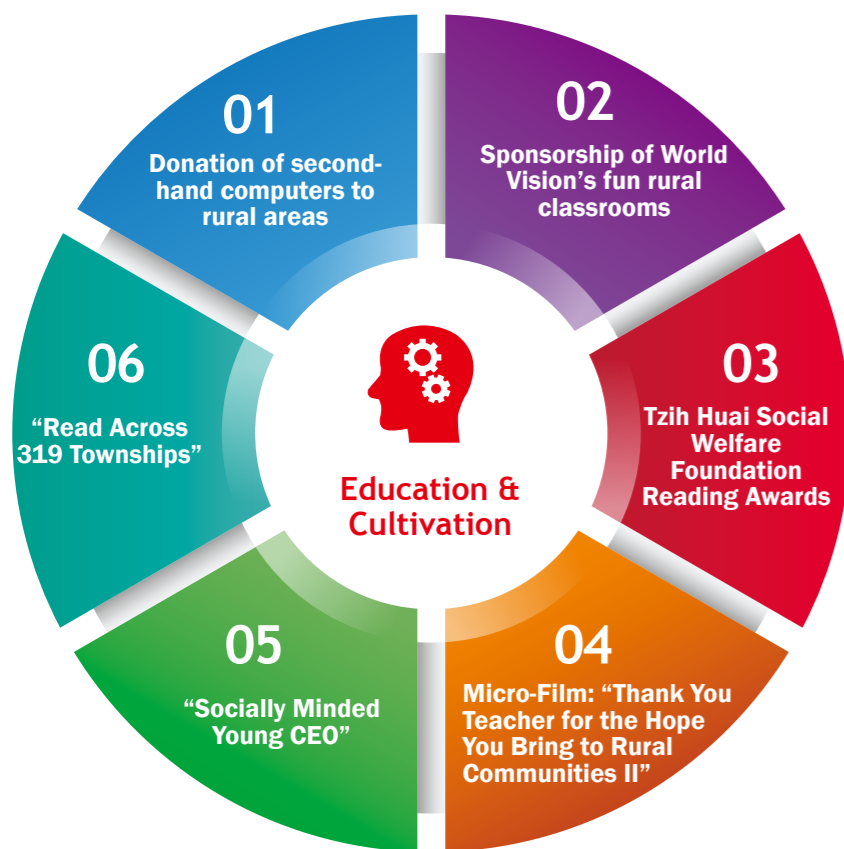 01
Donation of second-
hand computers to
rural areas
02
Sponsorship of World
Vision’s fun rural
classrooms
03
Tzih Huai Social
Welfare
Foundation
Reading Awards
04
Micro-Film: “Thank You
Teacher for the Hope
You Bring to Rural
Communities II”
05
“Socially Minded
Young CEO”
06
“Read Across
319 Townships”
Education &
Cultivation